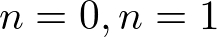 n = 0, n = 1